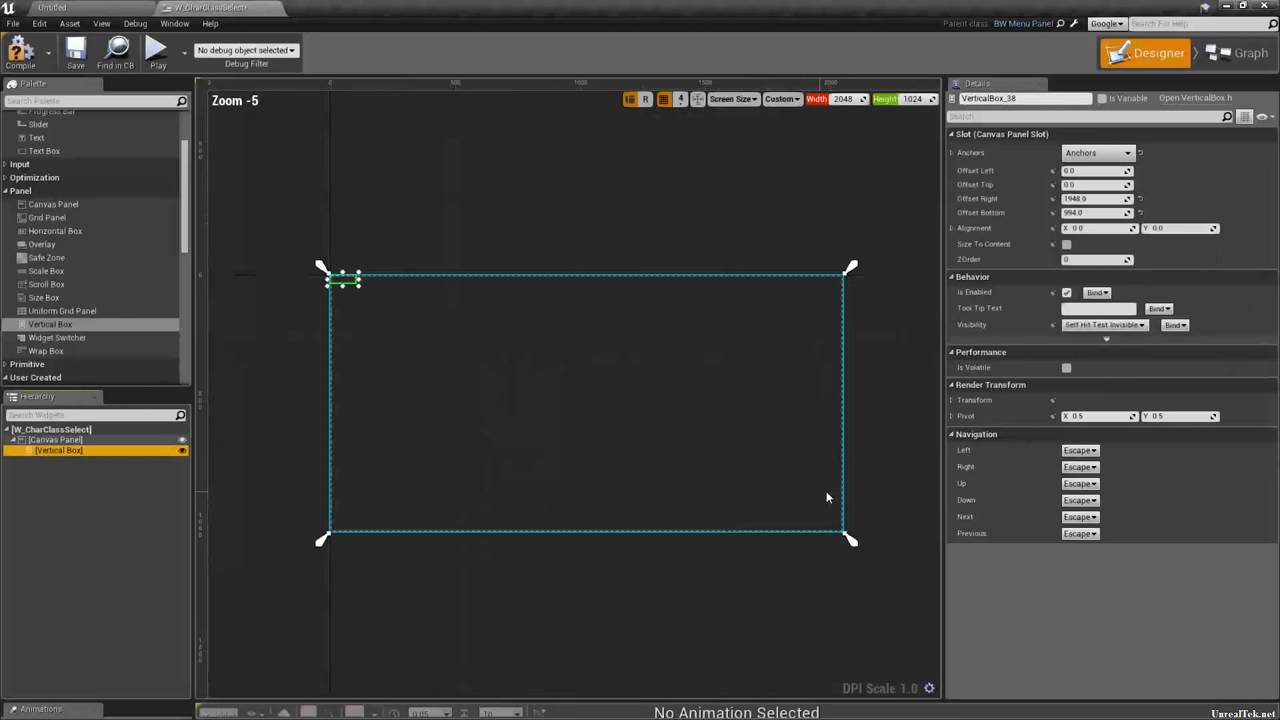 Untitled
W_CharClassSelect*
File Edit Asset View Debug Window Help
Parent class: BW Menu Panel
Google
Search For Help
Compile
Save
Find in CB
Play
No debug object selected
Debug Filter
Designer
Graph
Palette
Search Palette
Progress Bar
Slider
Text
Text Box
Input
Optimization
Panel
Canvas Panel
Grid Panel
Horizontal Box
Overlay
Safe Zone
Scale Box
Scroll Box
Size Box
Uniform Grid Panel
Vertical Box
Widget Switcher
Wrap Box
Primitive
User Created
Hierarchy
Search Widgets
[W_CharClassSelect]
[Canvas Panel]
[Vertical Box]
Animations
0 500 1000 1500 2000
Zoom -5
R 4 Screen Size Custom Width 2048 Height 1024
DPI Scale 1.0
0.05
No Animation Selected
Details
VerticalBox_38 Is Variable Open VerticalBox.h
Search
Slot (Canvas Panel Slot)
Anchors Anchors
Offset Left 0.0
Offset Top 0.0
Offset Right 1948.0
Offset Bottom 994.0
Alignment X 0.0 Y 0.0
Size To Content
ZOrder 0
Behavior
Is Enabled Bind
Tool Tip Text Bind
Visibility Self Hit Test Invisible Bind
Performance
Is Volatile
Render Transform
Transform
Pivot X 0.5 Y 0.5
Navigation
Left Escape
Right Escape
Up Escape
Down Escape
Next Escape
Previous Escape
UnrealTek.net